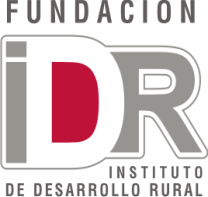 FUNDACION
iDR
INSTITUTO
DE DESARROLLO RURAL